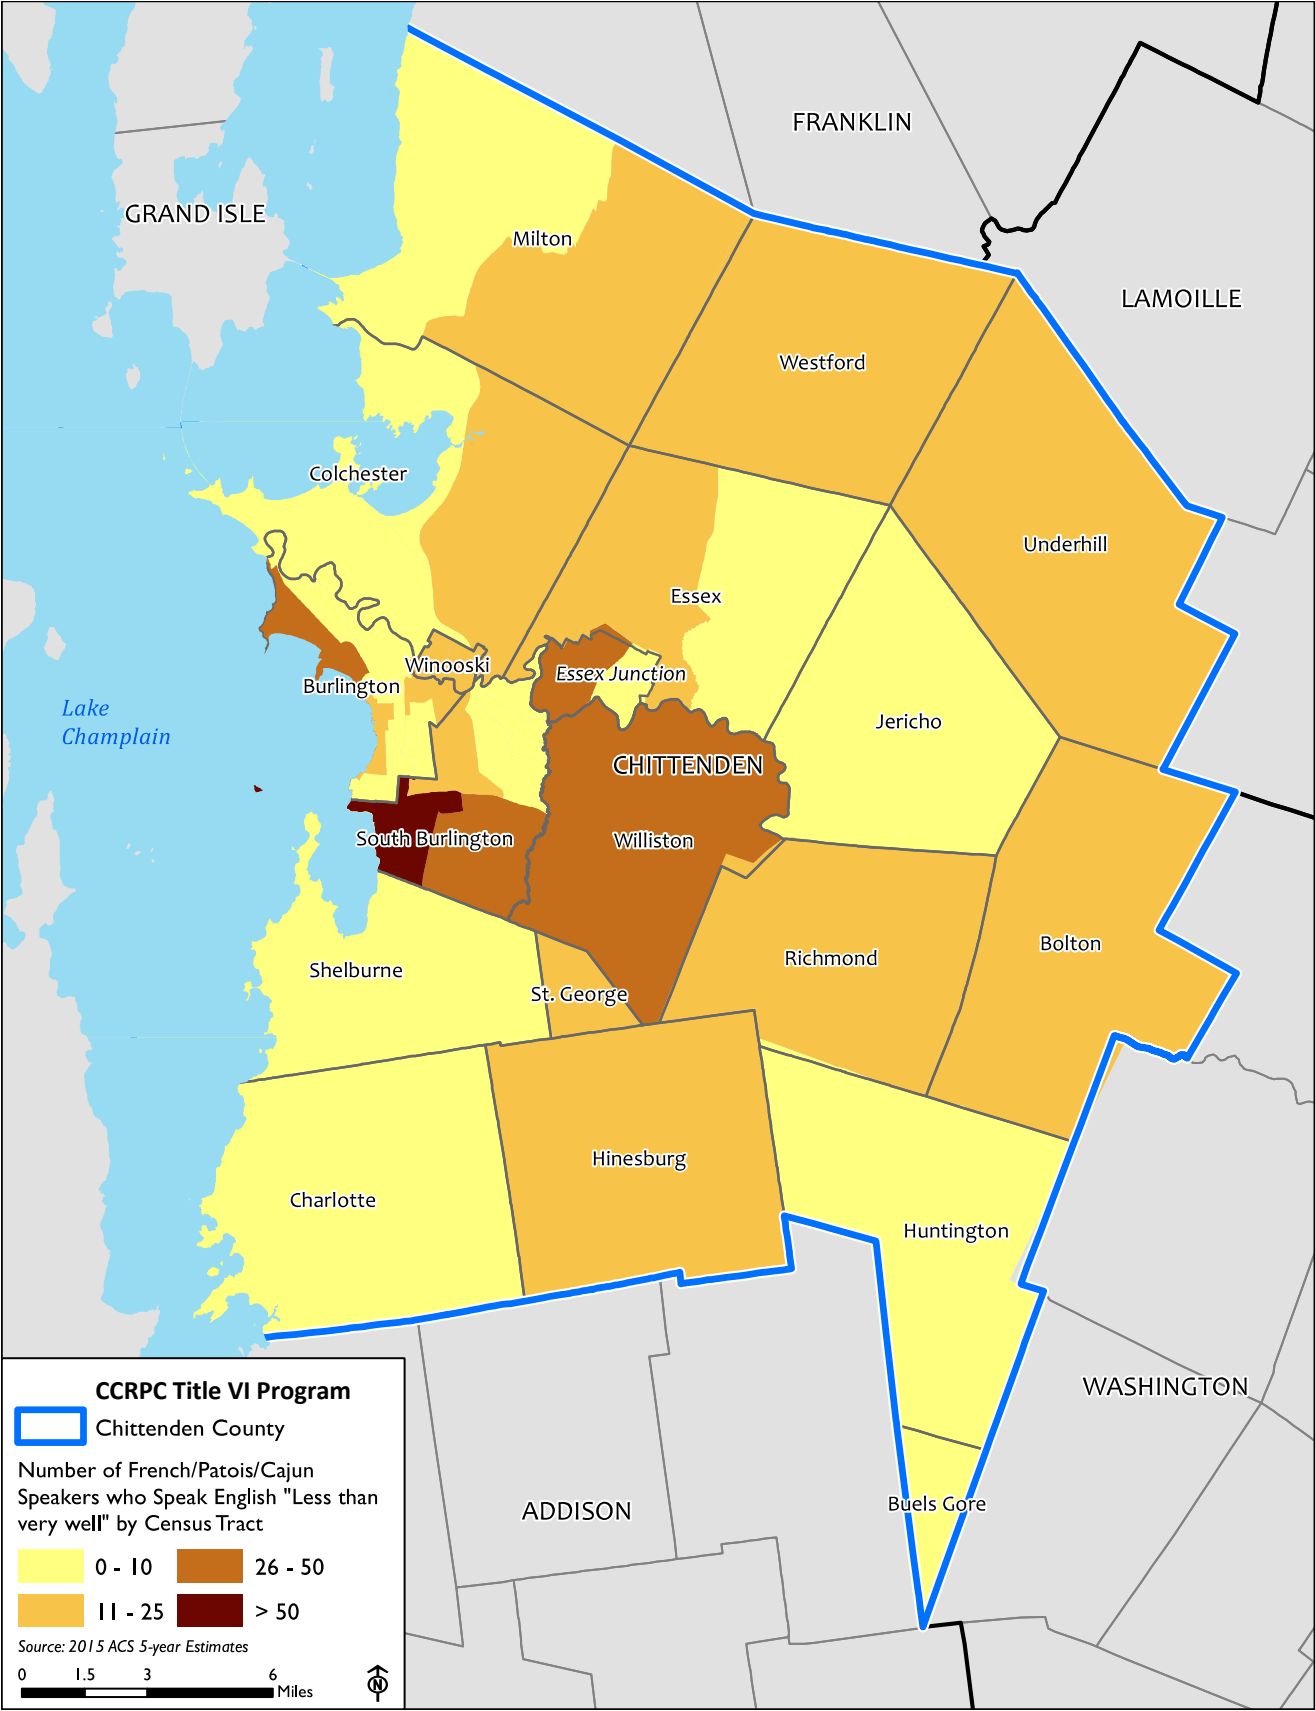 FRANKLIN
GRAND ISLE
Milton
LAMOILLE
Westford
Colchester
Underhill
Essex
Winooski
Essex Junction
Burlington
Lake
Champlain
Jericho
CHITTENDEN
South Burlington
Williston
Bolton
Richmond
Shelburne
St. George
Hinesburg
Charlotte
Huntington
WASHINGTON
Buels Gore
ADDISON
CCRPC Title VI Program
Chittenden County
Number of French/Patois/Cajun
Speakers who Speak English "Less than
very well" by Census Tract
0 - 10
26 - 50
11 - 25
> 50
Source: 2015 ACS 5-year Estimates
0 1.5 3 6
Miles
N